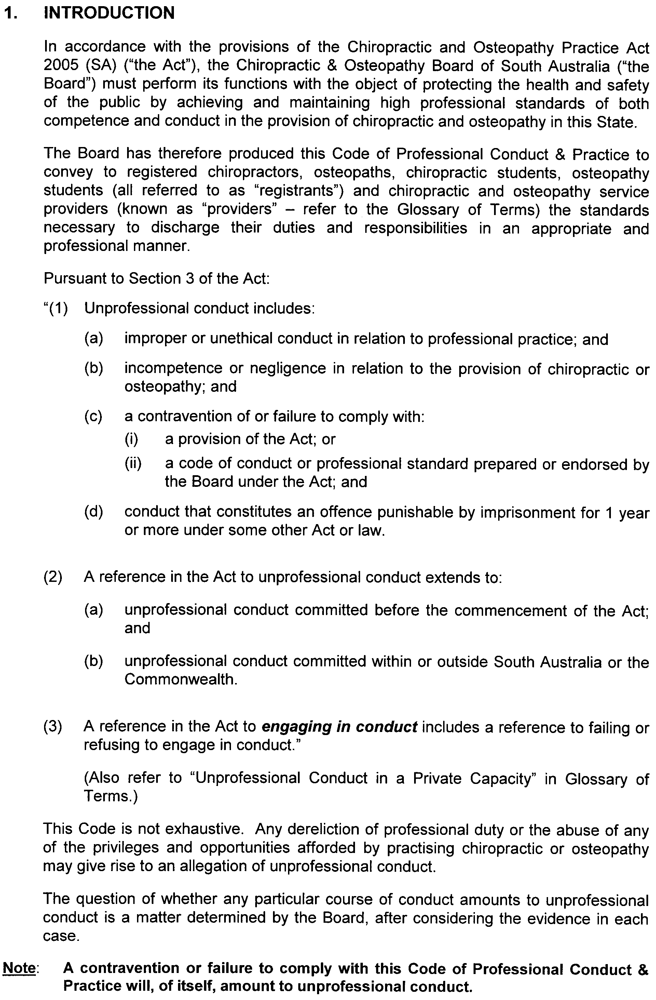 1. INTRODUCTION
In accordance with the provisions of the Chiropractic and Osteopathy Practice Act
2005 (SA) (“the Act”), the Chiropractic & Osteopathy Board of South Australia (“the
Board”) must perform its functions with the object of protecting the health and safety
of the public by achieving and maintaining high professional standards of both
competence and conduct in the provision of chiropractic and osteopathy in this State.
The Board has therefore produced this Code of Professional Conduct & Practice to
convey to registered chiropractors, osteopaths, chiropractic students, osteopathy
students (all referred to as “registrants”) and chiropractic and osteopathy service
providers (known as “providers” – refer to the Glossary of Terms) the standards
necessary to discharge their duties and responsibilities in an appropriate and
professional manner.
Pursuant to Section 3 of the Act:
“(1) Unprofessional conduct includes:
(a) improper or unethical conduct in relation to professional practice; and
(b) incompetence or negligence in relation to the provision of chiropractic or
osteopathy; and
(c) a contravention of or failure to comply with:
(i) a provision of the Act; or
(ii) a code of conduct or professional standard prepared or endorsed by
the Board under the Act; and
(d) conduct that constitutes an offence punishable by imprisonment for 1 year
or more under some other Act or law.
(2) A reference in the Act to unprofessional conduct extends to:
(a) unprofessional conduct committed before the commencement of the Act;
and
(b) unprofessional conduct committed within or outside South Australia or the
Commonwealth.
(3) A reference in the Act to engaging in conduct includes a reference to failing or
refusing to engage in conduct.”
(Also refer to “Unprofessional Conduct in a Private Capacity” in Glossary of
Terms.)
This Code is not exhaustive. Any dereliction of professional duty or the abuse of any
of the privileges and opportunities afforded by practising chiropractic or osteopathy
may give rise to an allegation of unprofessional conduct.
The question of whether any particular course of conduct amounts to unprofessional
conduct is a matter determined by the Board, after considering the evidence in each
case.
Note: A contravention or failure to comply with this Code of Professional Conduct &
Practice will, of itself, amount to unprofessional conduct.